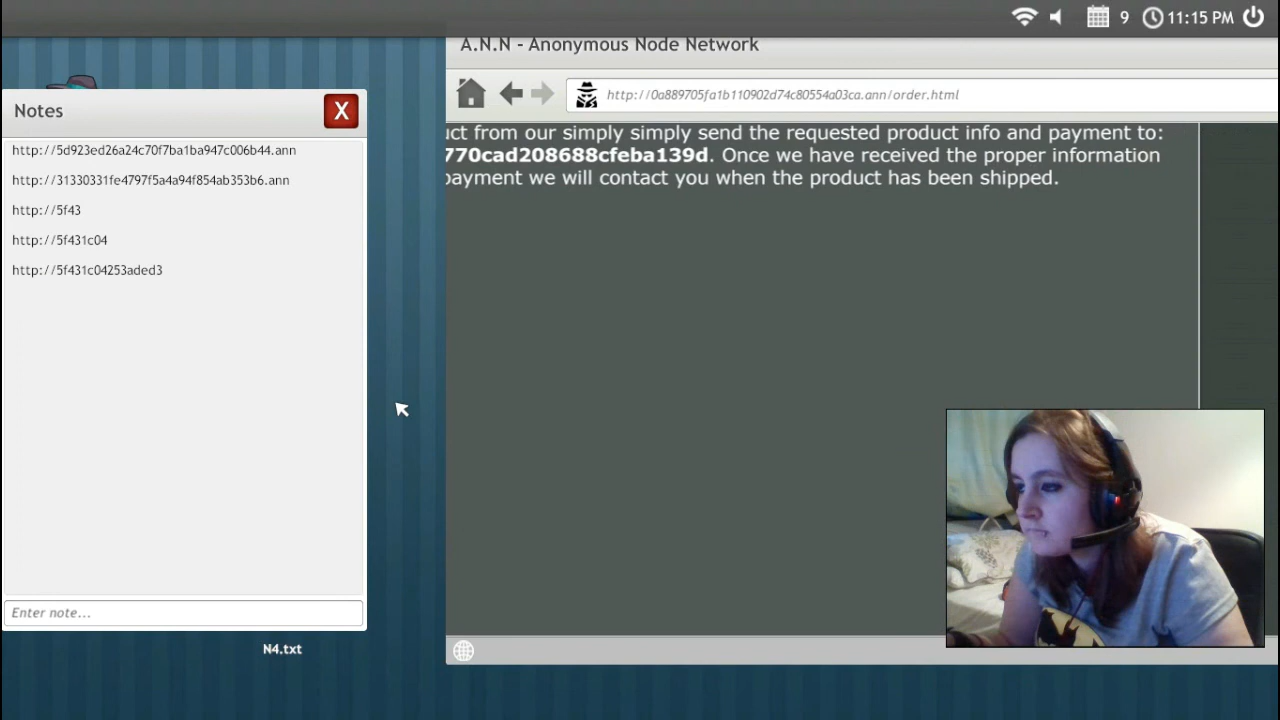 9 11:15 PM
A.N.N - Anonymous Node Network
Notes
X
http://0a889705fa1b110902d74c80554a03ca.ann/order.html
http://5d923ed26a24c70f7ba1ba947c006b44.ann
http://31330331fe4797f5a4a94f854ab353b6.ann
http://5f43
http://5f431c04
http://5f431c04253aded3
uct from our simply simply send the requested product info and payment to:
770cad208688cfeba139d. Once we have received the proper information
payment we will contact you when the product has been shipped.
Enter note...
N4.txt